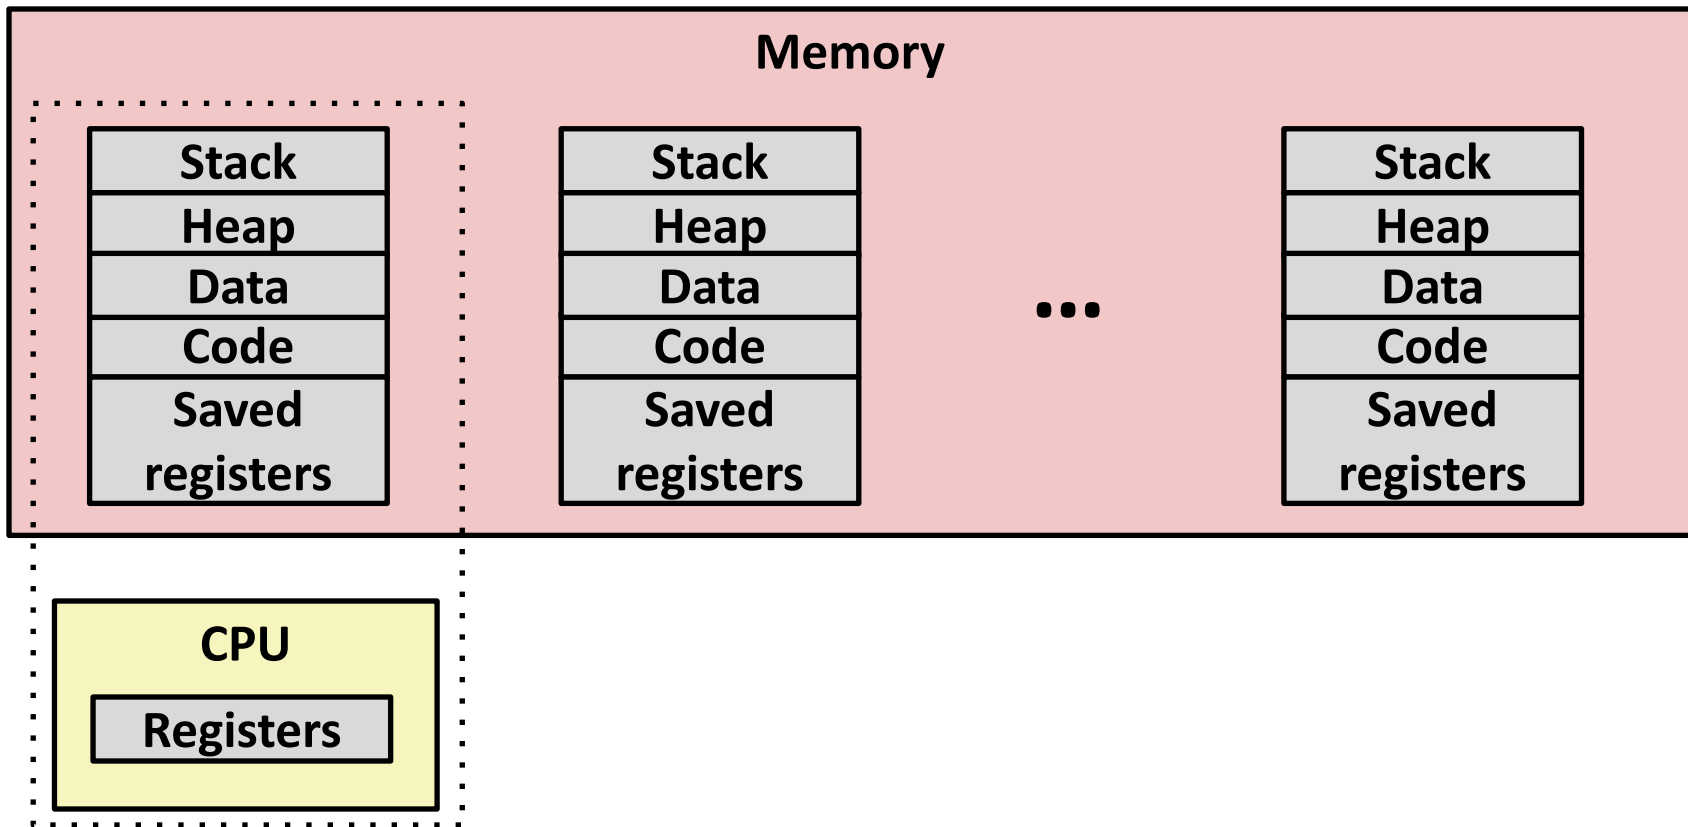 Memory
Stack
Heap
Data
Code
Saved
registers
Stack
Heap
Data
Code
Saved
registers
...
Stack
Heap
Data
Code
Saved
registers
CPU
Registers